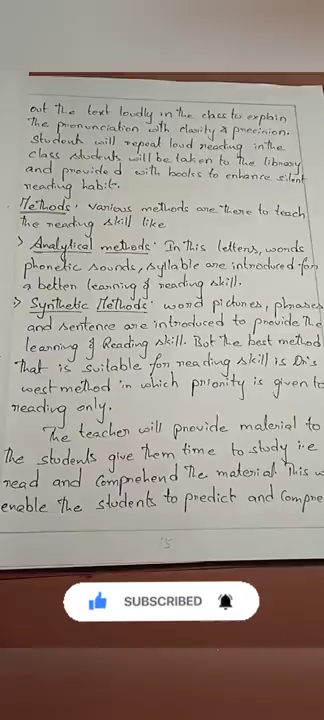 out the text loudly in the class to explain
the pronunciation with clarity & precision.
Students will repeat loud reading in the
class students will be taken to the library
and provided with books to enhance silent
reading habits.
Methods. Various methods are there to teach
the reading skill like
> Analytical methods. In this letters, words
phonetic sounds, syllable are introduced for
a better learning of reading skill.
> Synthetic Methods. word pictures, phrases
and sentence are introduced to provide the
learning of Reading skill. But the best method
that is suitable for reading skill is Dr's
west method in which priority is given to
reading only.
The teacher will provide material to
the students give them time to study i.e
read and comprehend the material. This w
enable the students to predict and compre
15
SUBSCRIBED